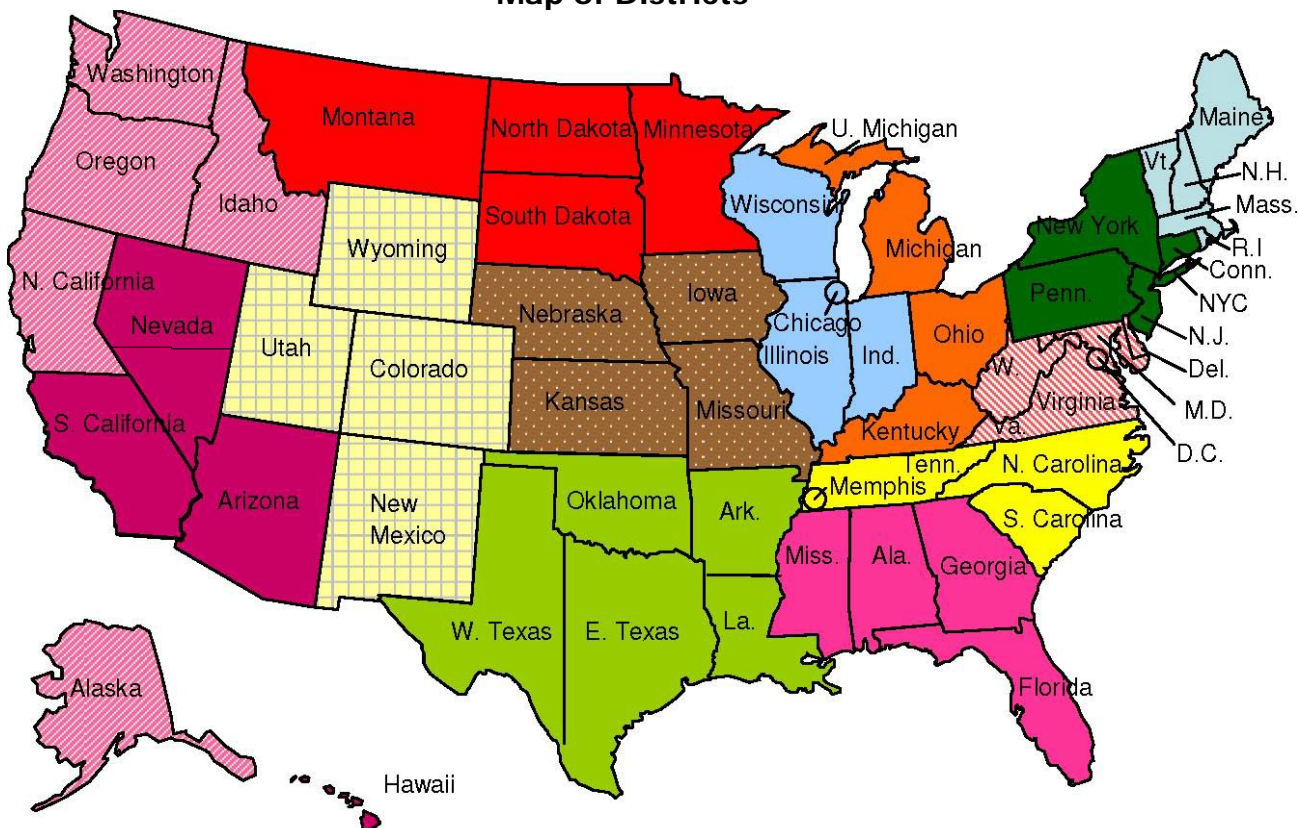 Map of Districts
Washington
Montana
North Dakota
Minnesota
U. Michigan
Maine
Oregon
Vt.
N.H.
Idaho
South Dakota
Wisconsin
Mass.
Wyoming
Michigan
New York
R.I
N. California
Conn.
Iowa
Nevada
Nebraska
Penn.
NYC
Utah
Chicago
Ohio
N.J.
Colorado
Illinois
Ind.
W.
Del.
Kansas
Missouri
Virginia
M.D.
S. California
Kentucky
Va.
D.C.
Tenn.
N. Carolina
Arizona
New
Mexico
Oklahoma
Ark.
Memphis
S. Carolina
Miss.
Ala.
Georgia
W. Texas
E. Texas
La.
Alaska
Florida
Hawaii